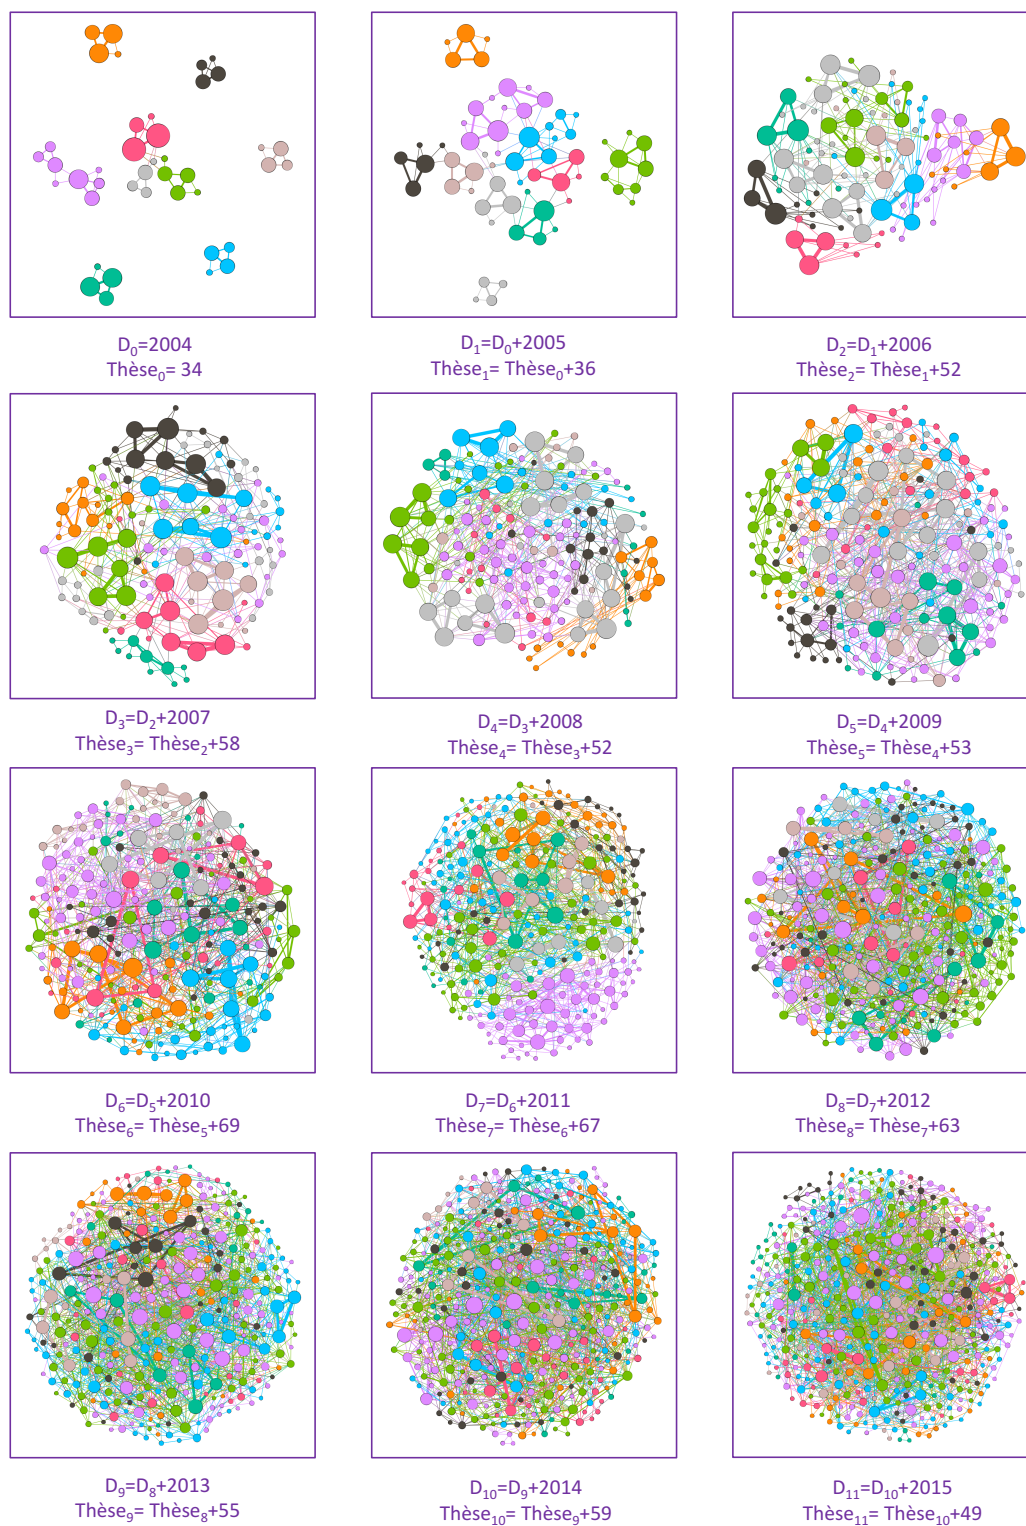 D₀=2004
Thèse₀= 34
D₁=D₀+2005
Thèse₁= Thèse₀+36
D₂=D₁+2006
Thèse₂= Thèse₁+52
D₃=D₂+2007
Thèse₃= Thèse₂+58
D₄=D₃+2008
Thèse₄= Thèse₃+52
D₅=D₄+2009
Thèse₅= Thèse₄+53
D₆=D₅+2010
Thèse₆= Thèse₅+69
D₇=D₆+2011
Thèse₇= Thèse₆+67
D₈=D₇+2012
Thèse₈= Thèse₇+63
D₉=D₈+2013
Thèse₉= Thèse₈+55
D₁₀=D₉+2014
Thèse₁₀= Thèse₉+59
D₁₁=D₁₀+2015
Thèse₁₁= Thèse₁₀+49